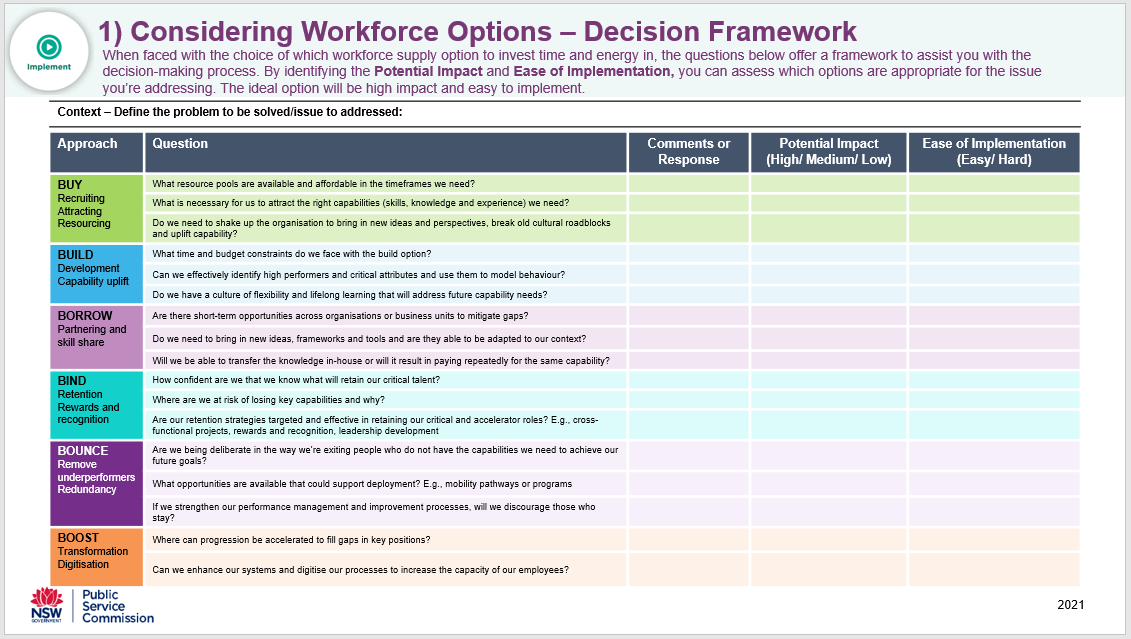 1) Considering Workforce Options – Decision Framework
Implement
When faced with the choice of which workforce supply option to invest time and energy in, the questions below offer a framework to assist you with the
decision-making process. By identifying the Potential Impact and Ease of Implementation, you can assess which options are appropriate for the issue
you're addressing. The ideal option will be high impact and easy to implement.
Context – Define the problem to be solved/issue to addressed:
Approach
Question
Comments or
Response
Potential Impact
(High/ Medium/ Low)
Ease of Implementation
(Easy/ Hard)
BUY
Recruiting
Attracting
Resourcing
What resource pools are available and affordable in the timeframes we need?
What is necessary for us to attract the right capabilities (skills, knowledge and experience) we need?
Do we need to shake up the organisation to bring in new ideas and perspectives, break old cultural roadblocks
and uplift capability?
BUILD
Development
Capability uplift
What time and budget constraints do we face with the build option?
Can we effectively identify high performers and critical attributes and use them to model behaviour?
Do we have a culture of flexibility and lifelong learning that will address future capability needs?
BORROW
Partnering and
skill share
Are there short-term opportunities across organisations or business units to mitigate gaps?
Do we need to bring in new ideas, frameworks and tools and are they able to be adapted to our context?
Will we be able to transfer the knowledge in-house or will it result in paying repeatedly for the same capability?
BIND
Retention
Rewards and
recognition
How confident are we that we know what will retain our critical talent?
Where are we at risk of losing key capabilities and why?
Are our retention strategies targeted and effective in retaining our critical and accelerator roles? E.g., cross-
functional projects, rewards and recognition, leadership development
BOUNCE
Remove
underperformers
Redundancy
Are we being deliberate in the way we're exiting people who do not have the capabilities we need to achieve our
future goals?
What opportunities are available that could support deployment? E.g., mobility pathways or programs
If we strengthen our performance management and improvement processes, will we discourage those who
stay?
BOOST
Transformation
Digitisation
Where can progression be accelerated to fill gaps in key positions?
Can we enhance our systems and digitise our processes to increase the capacity of our employees?
NSW
GOVERNMENT
Public
Service
Commission
2021